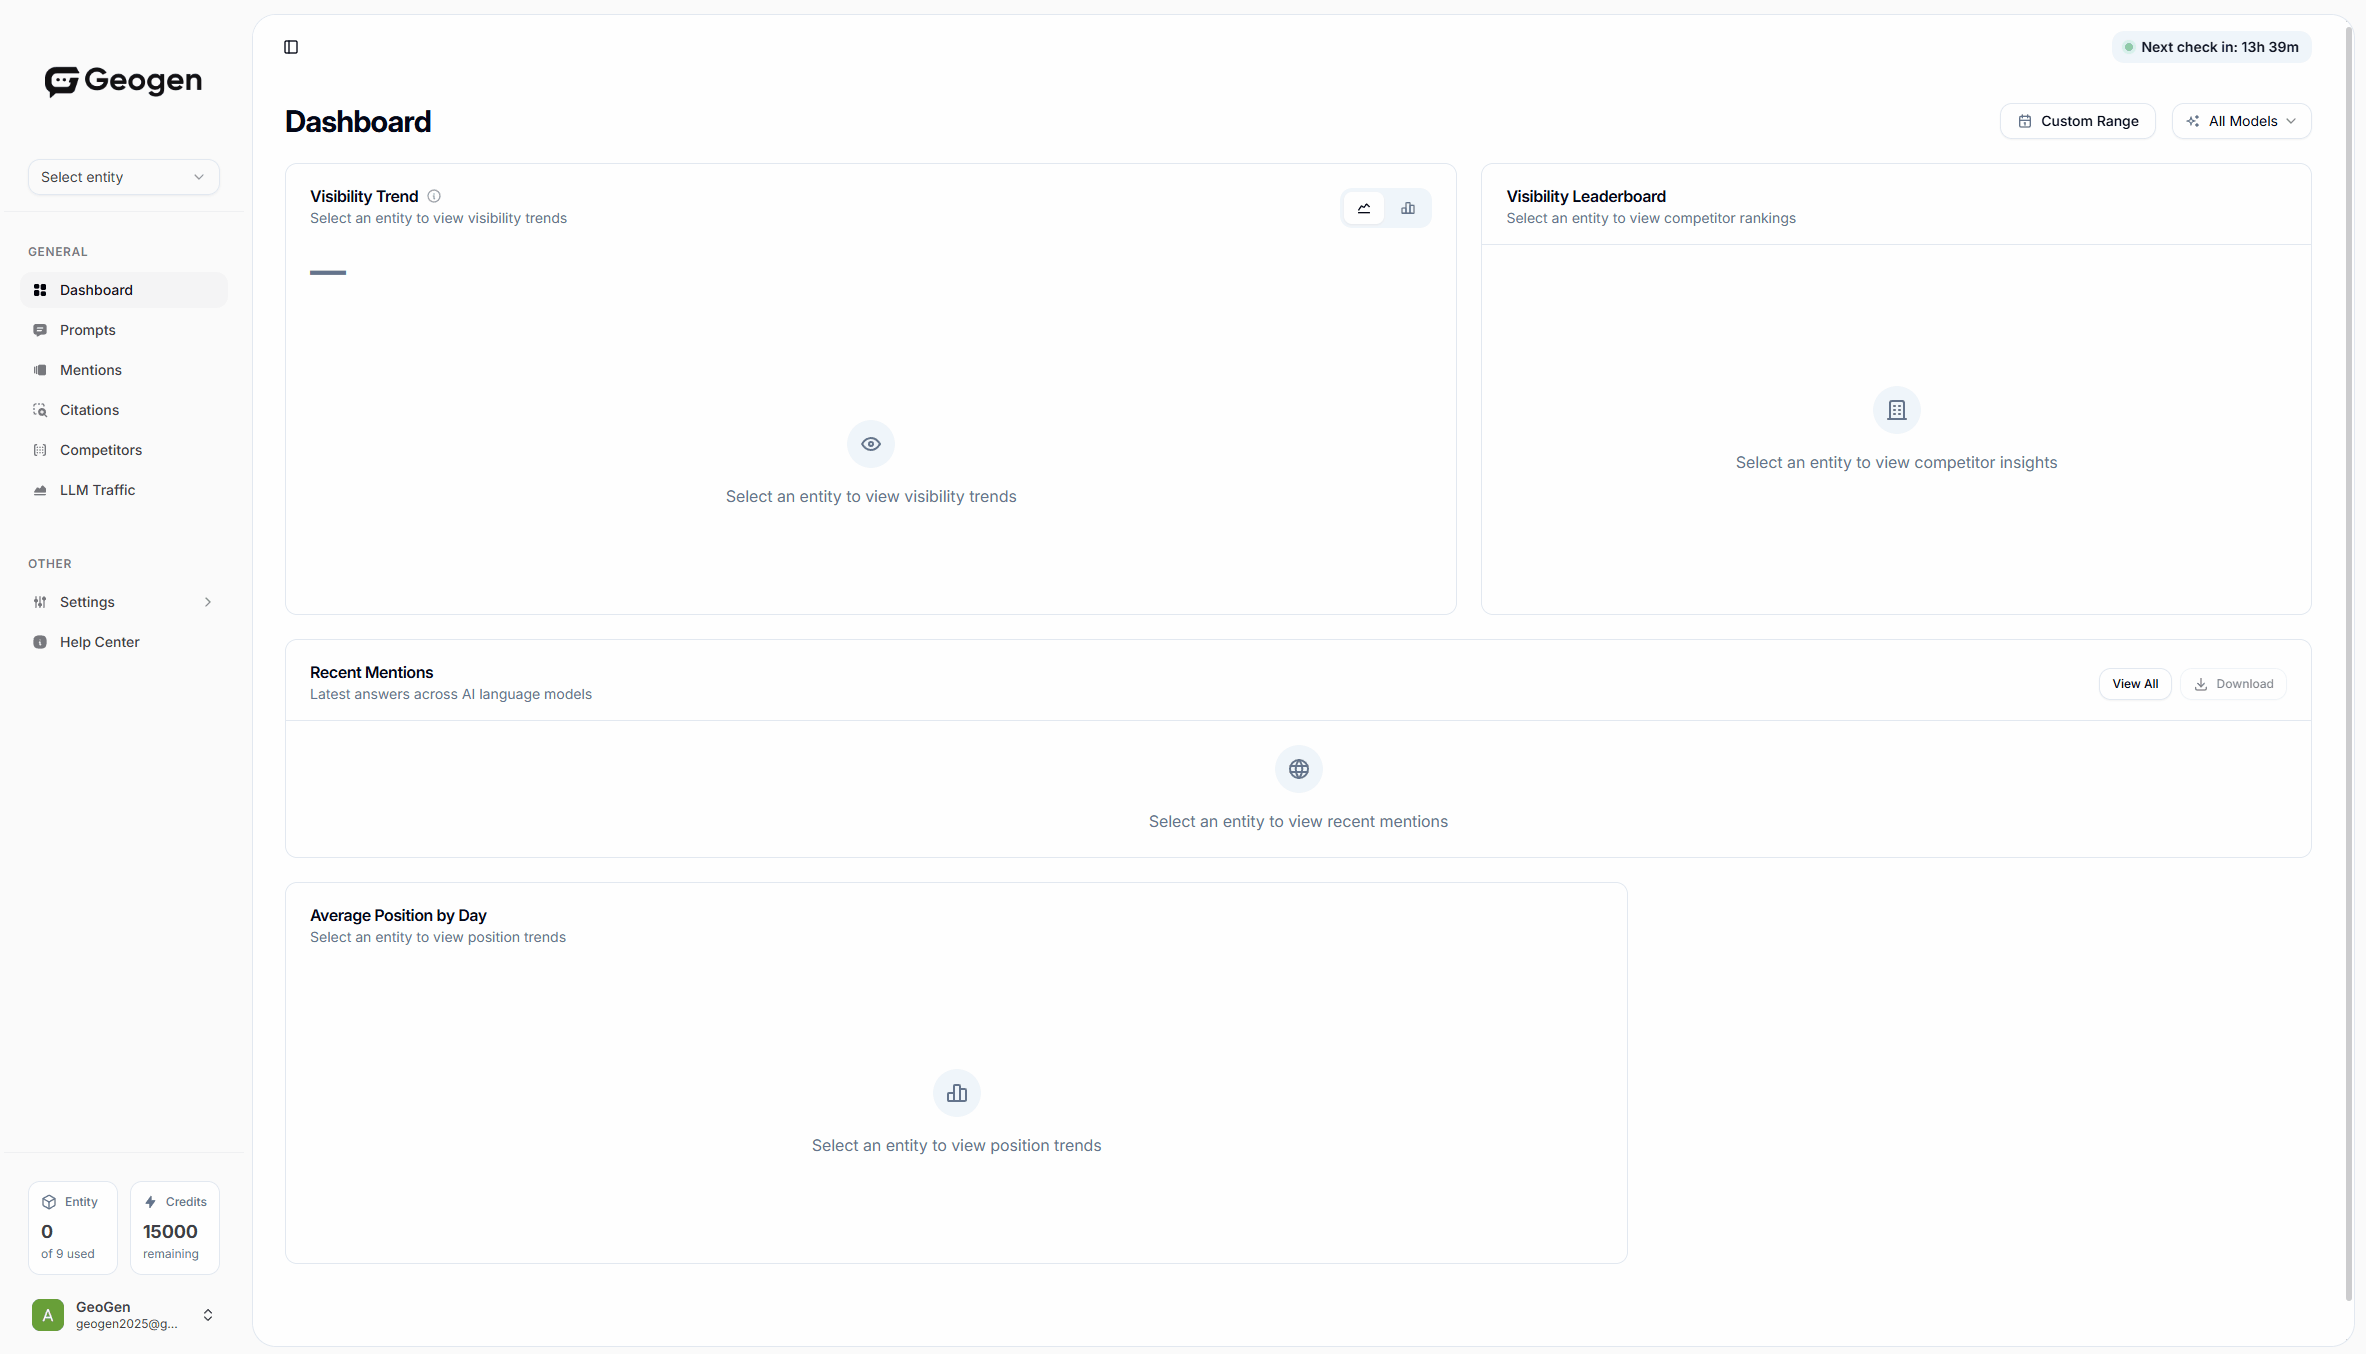 Geogen
Select entity
GENERAL
Dashboard
Prompts
Mentions
Citations
Competitors
LLM Traffic
OTHER
Settings
Help Center
Entity
0
of 9 used
Credits
15000
remaining
A
GeoGen
geogen2025@g...
Next check in: 13h 39m
Dashboard
Custom Range
All Models
Visibility Trend
Select an entity to view visibility trends
Select an entity to view visibility trends
Visibility Leaderboard
Select an entity to view competitor rankings
Select an entity to view competitor insights
Recent Mentions
Latest answers across AI language models
View All
Download
Select an entity to view recent mentions
Average Position by Day
Select an entity to view position trends
Select an entity to view position trends